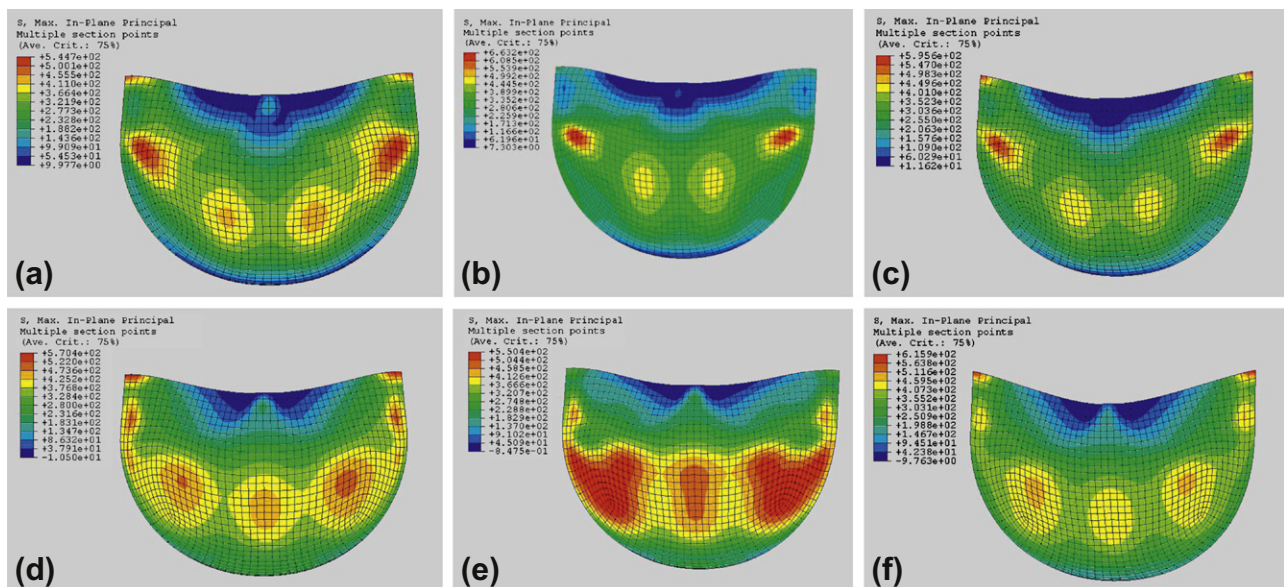 S, Max. In-Plane Principal
Multiple section points
(Ave. Crit.: 75%)
+5.447e+02
+5.001e+02
+4.555e+02
+4.110e+02
+3.664e+02
+3.219e+02
+2.773e+02
+2.328e+02
+1.882e+02
+1.436e+02
+9.909e+01
+5.453e+01
+9.977e+00
(a)
S, Max. In-Plane Principal
Multiple section points
(Ave. Crit.: 75%)
+6.632e+02
+6.085e+02
+5.539e+02
+4.992e+02
+4.445e+02
+3.899e+02
+3.352e+02
+2.806e+02
+2.259e+02
+1.713e+02
+1.166e+02
+6.196e+01
+7.303e+00
(b)
S, Max. In-Plane Principal
Multiple section points
(Ave. Crit.: 75%)
+5.956e+02
+5.470e+02
+4.983e+02
+4.496e+02
+4.010e+02
+3.523e+02
+3.036e+02
+2.550e+02
+2.063e+02
+1.576e+02
+1.090e+02
+6.029e+01
+1.162e+01
(c)
S, Max. In-Plane Principal
Multiple section points
(Ave. Crit.: 75%)
+5.704e+02
+5.220e+02
+4.736e+02
+4.252e+02
+3.768e+02
+3.284e+02
+2.800e+02
+2.316e+02
+1.831e+02
+1.347e+02
+8.632e+01
+3.791e+01
-1.050e+01
(d)
S, Max. In-Plane Principal
Multiple section points
(Ave. Crit.: 75%)
+5.504e+02
+5.044e+02
+4.585e+02
+4.126e+02
+3.666e+02
+3.207e+02
+2.748e+02
+2.288e+02
+1.829e+02
+1.370e+02
+9.102e+01
+4.509e+01
-8.475e-01
(e)
S, Max. In-Plane Principal
Multiple section points
(Ave. Crit.: 75%)
+6.159e+02
+5.638e+02
+5.116e+02
+4.595e+02
+4.073e+02
+3.552e+02
+3.031e+02
+2.509e+02
+1.988e+02
+1.467e+02
+9.451e+01
+4.238e+01
-9.763e+00
(f)